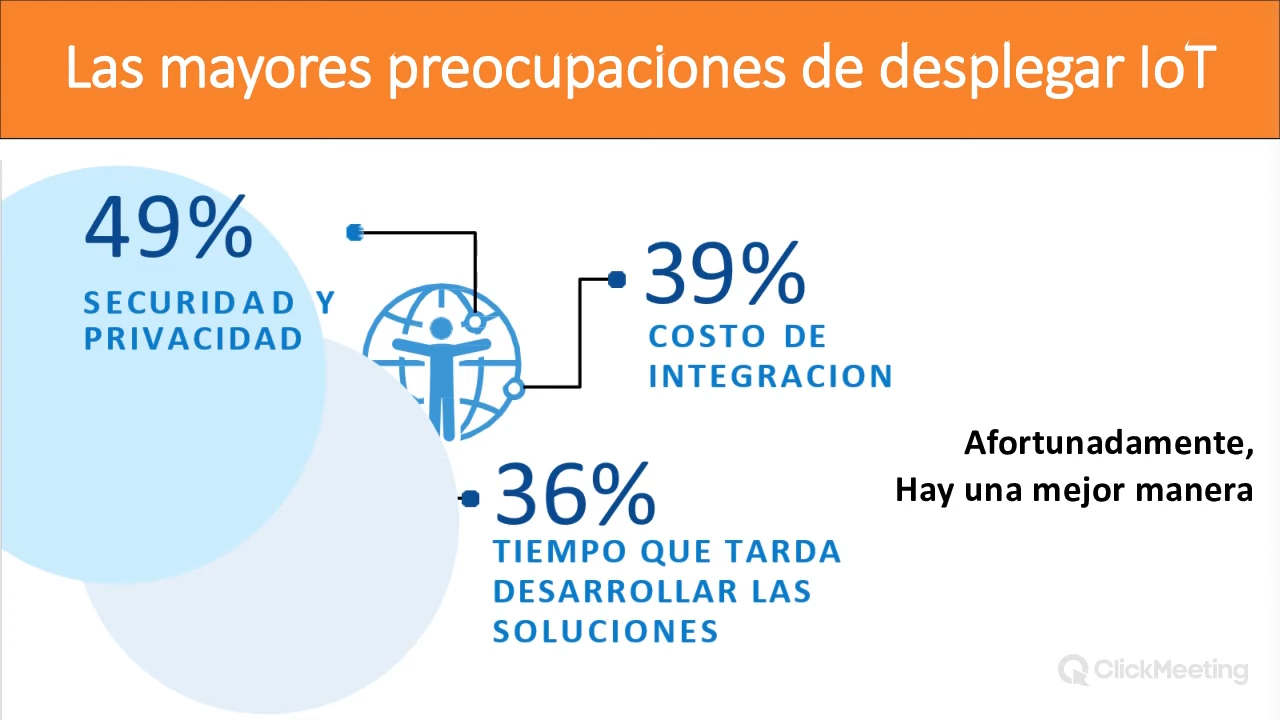 Las mayores preocupaciones de desplegar IoT
49%
SECURIDAD Y
PRIVACIDAD
39%
COSTO DE
INTEGRACION
Afortunadamente,
Hay una mejor manera
36%
TIEMPO QUE TARDA
DESARROLLAR LAS
SOLUCIONES
ClickMeeting